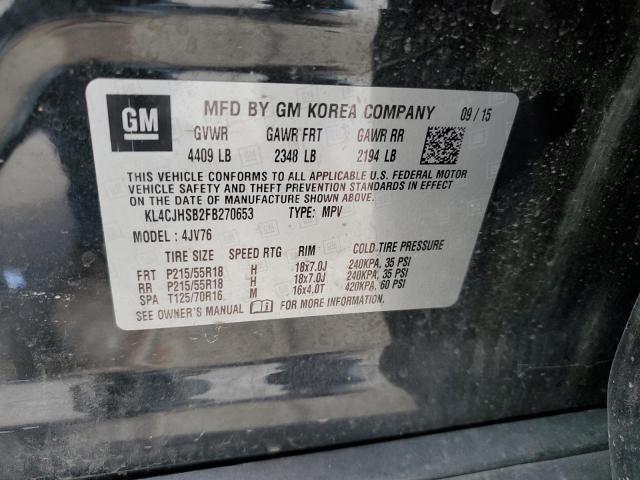 GM MFD BY GM KOREA COMPANY 09/15
GVWR GAWR FRT GAWR RR
4409 LB 2348 LB 2194 LB
THIS VEHICLE CONFORMS TO ALL APPLICABLE U.S. FEDERAL MOTOR
VEHICLE SAFETY AND THEFT PREVENTION STANDARDS IN EFFECT
ON THE DATE OF MANUFACTURE SHOWN ABOVE.
KL4CJHSB2FB270653 TYPE: MPV
MODEL: 4JV76
TIRE SIZE SPEED RTG RIM COLD TIRE PRESSURE
FRT P215/55R18 H 18x7.0J 240KPA, 35 PSI
RR P215/55R18 H 18x7.0J 240KPA, 35 PSI
SPA T125/70R16 M 16x4.0T 420KPA, 60 PSI
SEE OWNER'S MANUAL FOR MORE INFORMATION.